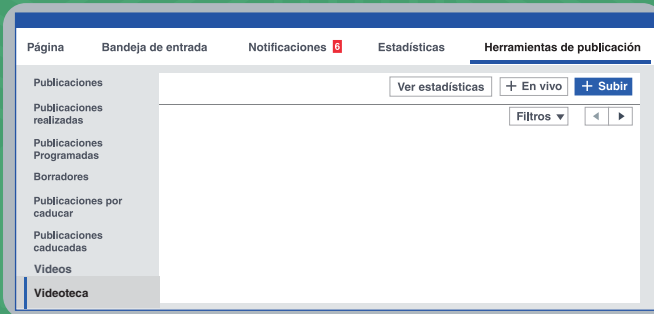 Página Bandeja de entrada Notificaciones 6 Estadísticas Herramientas de publicación
Publicaciones
Publicaciones
realizadas
Publicaciones
Programadas
Borradores
Publicaciones por
caducar
Publicaciones
caducadas
Videos
Videoteca
Ver estadísticas + En vivo + Subir
Filtros